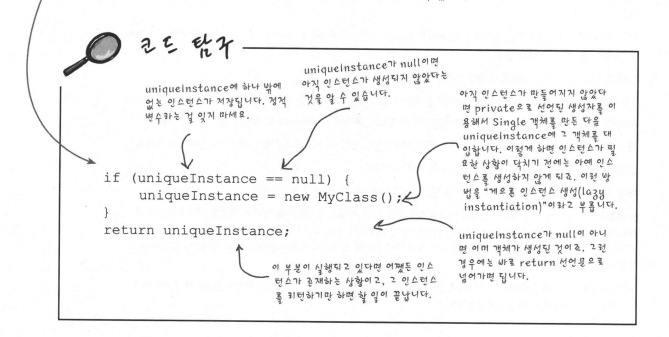 코드 탐구
uniqueInstance에 하나 밖에
없는 인스턴스가 저장됩니다. 정적
변수라는 걸 잊지 마세요.
uniqueInstance가 null이면
아직 인스턴스가 생성되지 않았다는
것을 알 수 있습니다.
아직 인스턴스가 만들어지지 않았다
면 private으로 선언된 생성자를 이
용해서 Single 객체를 만든 다음
uniqueInstance에 그 객체를 대
입합니다. 이렇게 하면 인스턴스가 필
요한 상황이 닥치기 전에는 아예 인스
턴스를 생성하지 않게 되죠. 이런 방
법을 "게으른 인스턴스 생성(lazy
instantiation)"이라고 부릅니다.
if (uniqueInstance == null) {
uniqueInstance = new MyClass();
}
return uniqueInstance;
uniqueInstance가 null이 아니
면 이미 객체가 생성된 것이죠. 그런
경우에는 바로 return 선언문으로
넘어가면 됩니다.
이 부분이 실행되고 있다면 어쨌든 인스
턴스가 존재하는 상황이고, 그 인스턴스
를 리턴하기만 하면 할 일이 끝납니다.